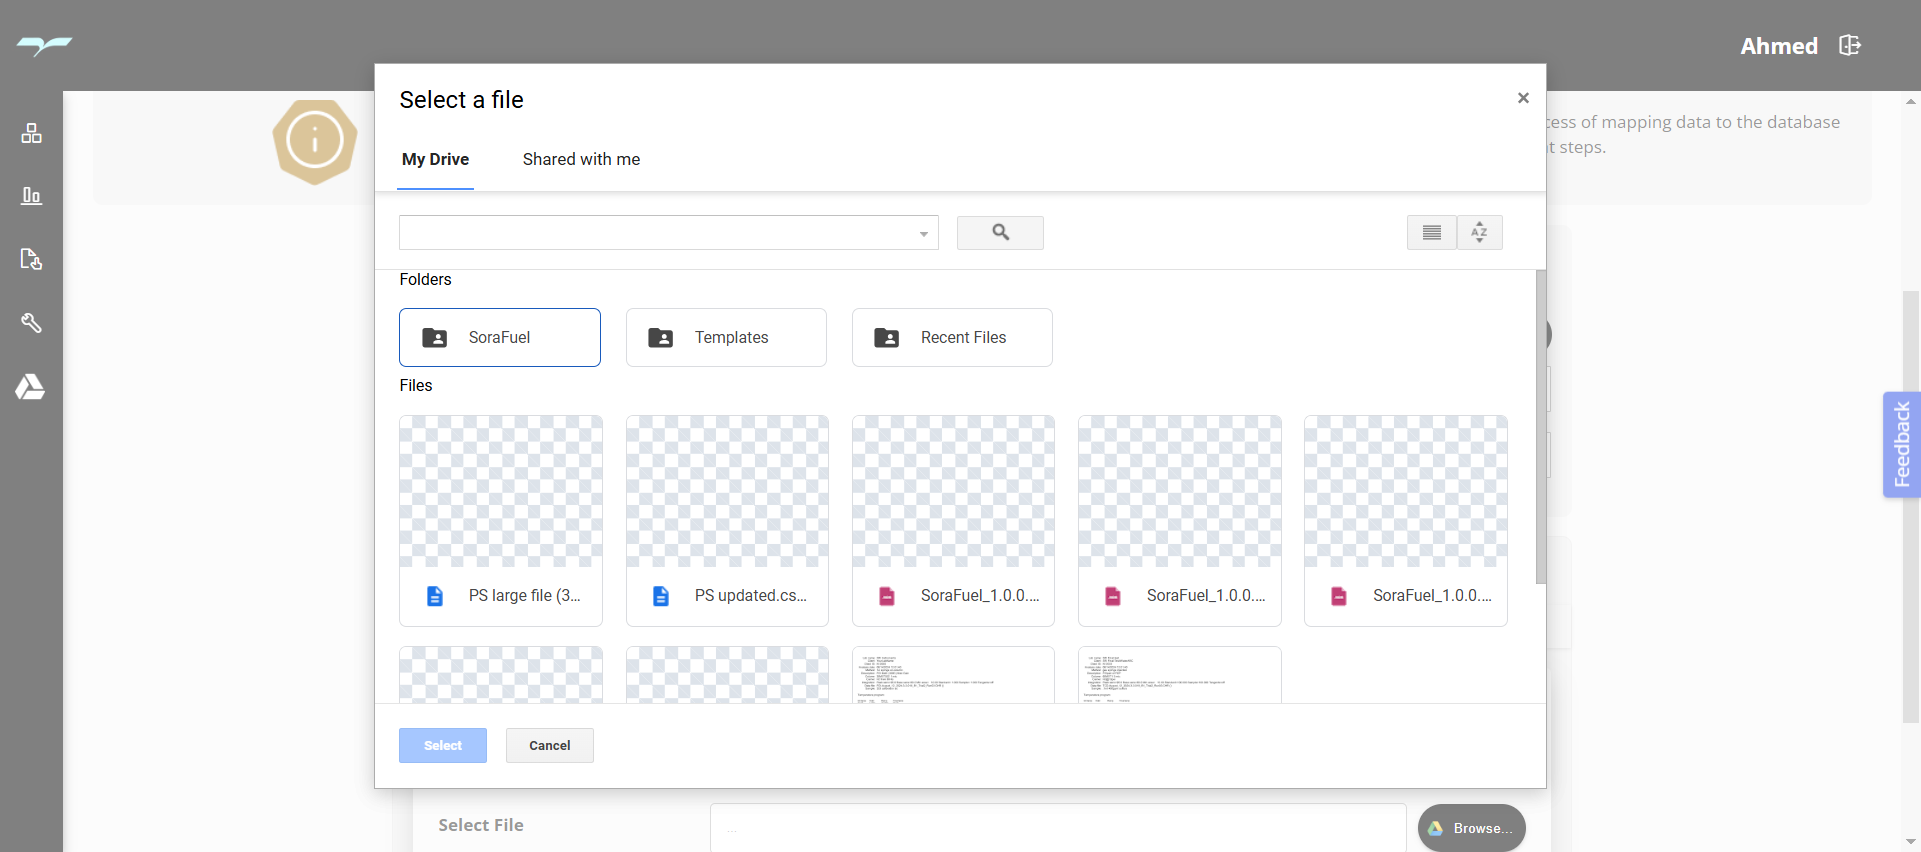 Ahmed
Select a file
My Drive
Shared with me
cess of mapping data to the database
t steps.
Folders
SoraFuel
Templates
Recent Files
Files
PS large file (3...
PS updated.cs...
SoraFuel_1.0.0....
SoraFuel_1.0.0....
SoraFuel_1.0.0....
Select
Cancel
Feedback
Select File
...
Browse...